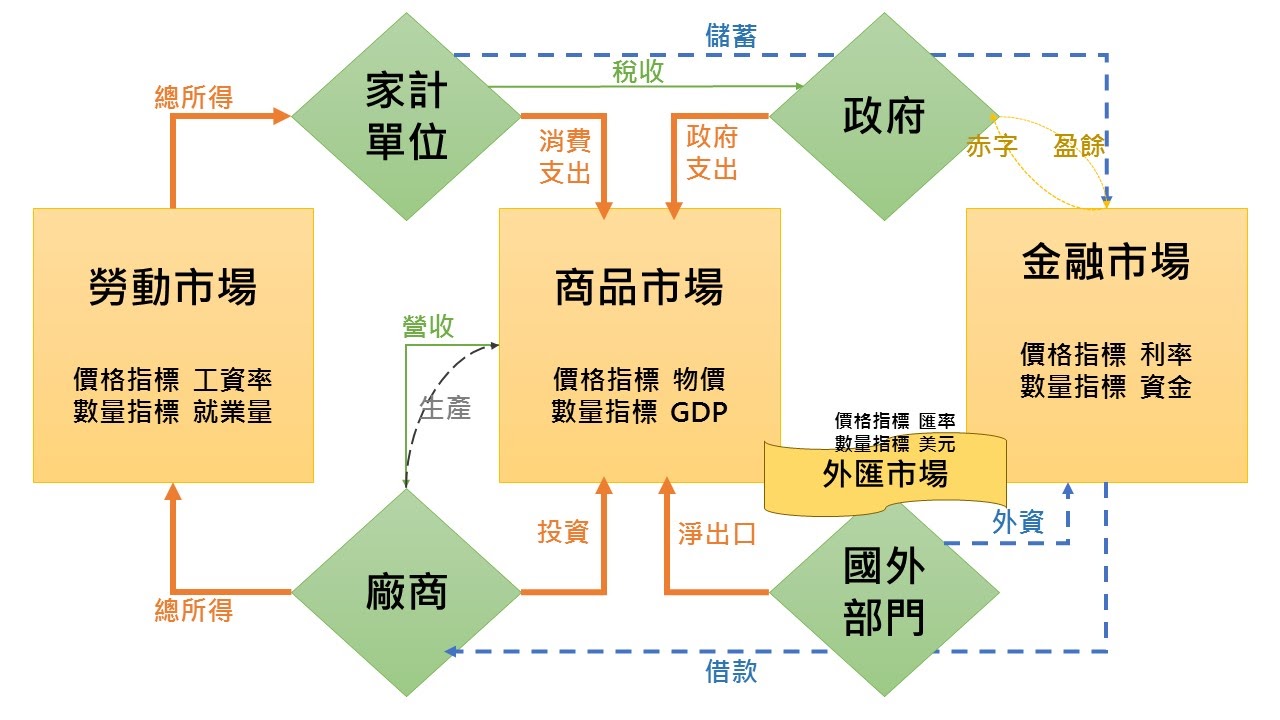 儲蓄
稅收
總所得
家計
單位
政府
消費
支出
政府
支出
赤字
盈餘
勞動市場
價格指標 工資率
數量指標 就業量
商品市場
價格指標 物價
數量指標 GDP
金融市場
價格指標 利率
數量指標 資金
營收
生產
價格指標 匯率
數量指標 美元
外匯市場
外資
投資
淨出口
廠商
國外
部門
總所得
借款